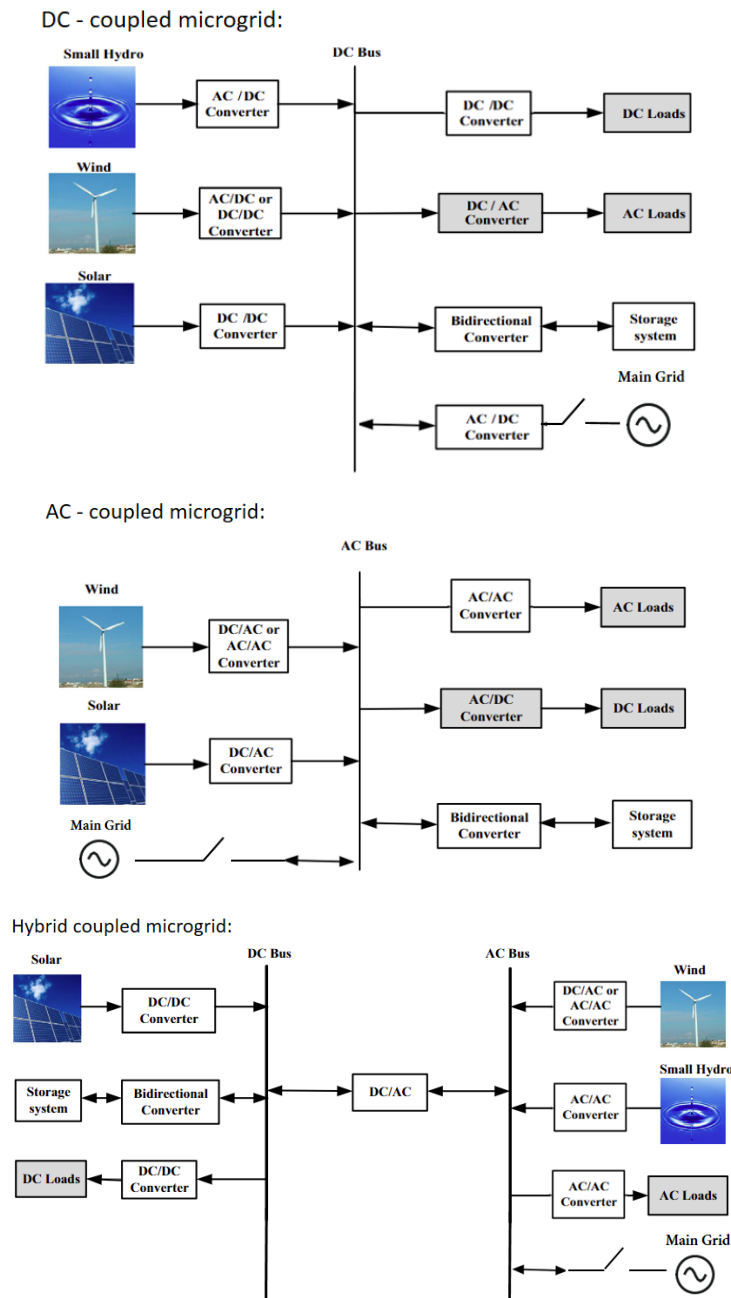 DC - coupled microgrid:
Small Hydro
DC Bus
AC /DC
Converter
DC /DC
Converter
DC Loads
Wind
AC/DC or
DC/DC
Converter
DC / AC
Converter
AC Loads
Solar
DC /DC
Converter
Bidirectional
Converter
Storage
system
Main Grid
AC /DC
Converter
AC - coupled microgrid:
AC Bus
Wind
DC/AC or
AC/AC
Converter
AC/AC
Converter
AC Loads
Solar
DC/AC
Converter
AC/DC
Converter
DC Loads
Main Grid
Bidirectional
Converter
Storage
system
Hybrid coupled microgrid:
Solar
DC Bus
AC Bus
Wind
DC/DC
Converter
DC/AC or
AC/AC
Converter
Small Hydro
Storage
system
Bidirectional
Converter
DC/AC
AC/AC
Converter
DC Loads
DC/DC
Converter
AC/AC
Converter
AC Loads
Main Grid